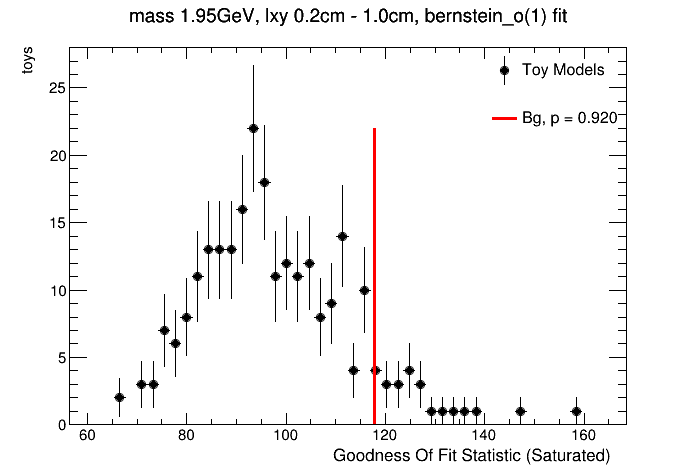 mass 1.95GeV, lxy 0.2cm - 1.0cm, bernstein_o(1) fit
toys
Toy Models
Bg, p = 0.920
25
20
15
10
5
0
60 80 100 120 140 160
Goodness Of Fit Statistic (Saturated)